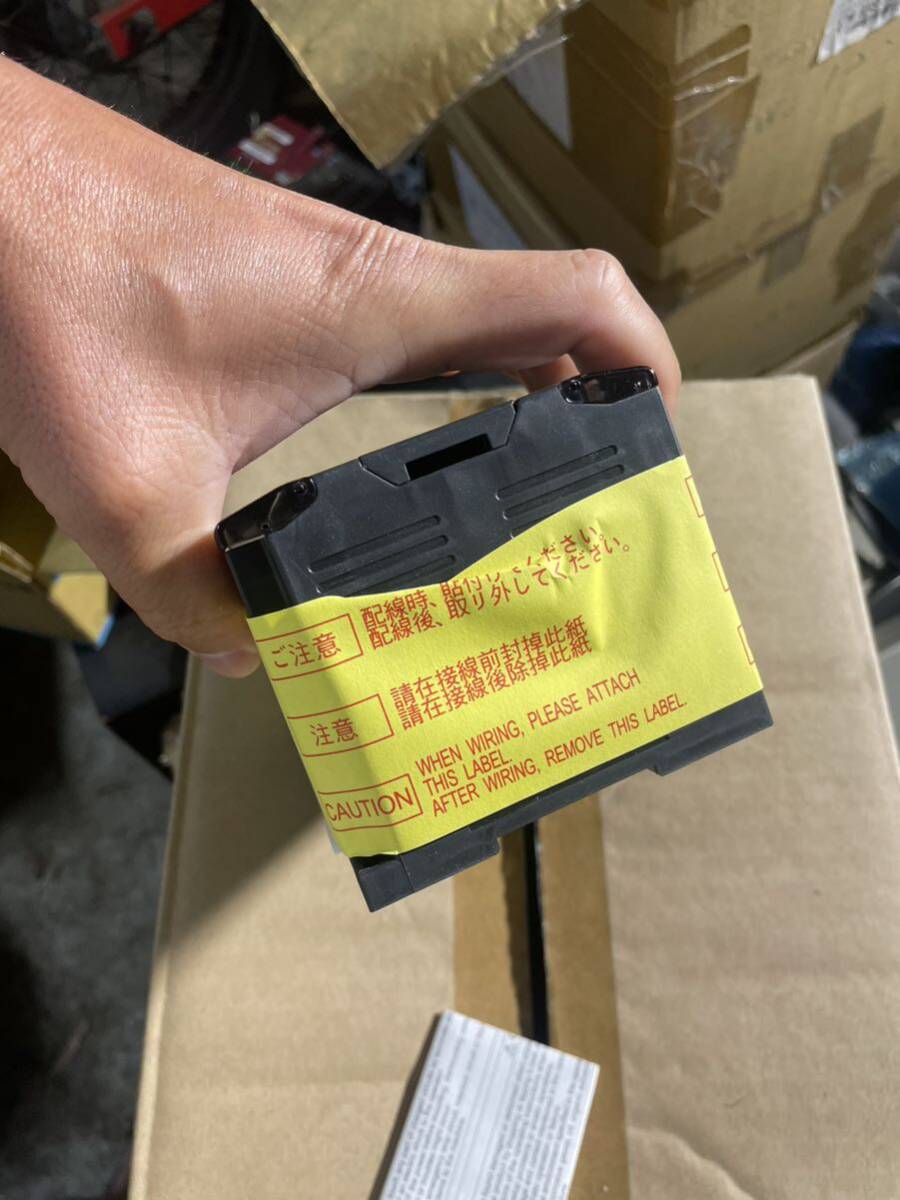 ご注意
配線時、貼付けてください。
配線後、取り外してください。
注意
請在接線前封掉此紙
請在接線後除掉此紙
CAUTION
WHEN WIRING, PLEASE ATTACH
THIS LABEL.
AFTER WIRING, REMOVE THIS LABEL.